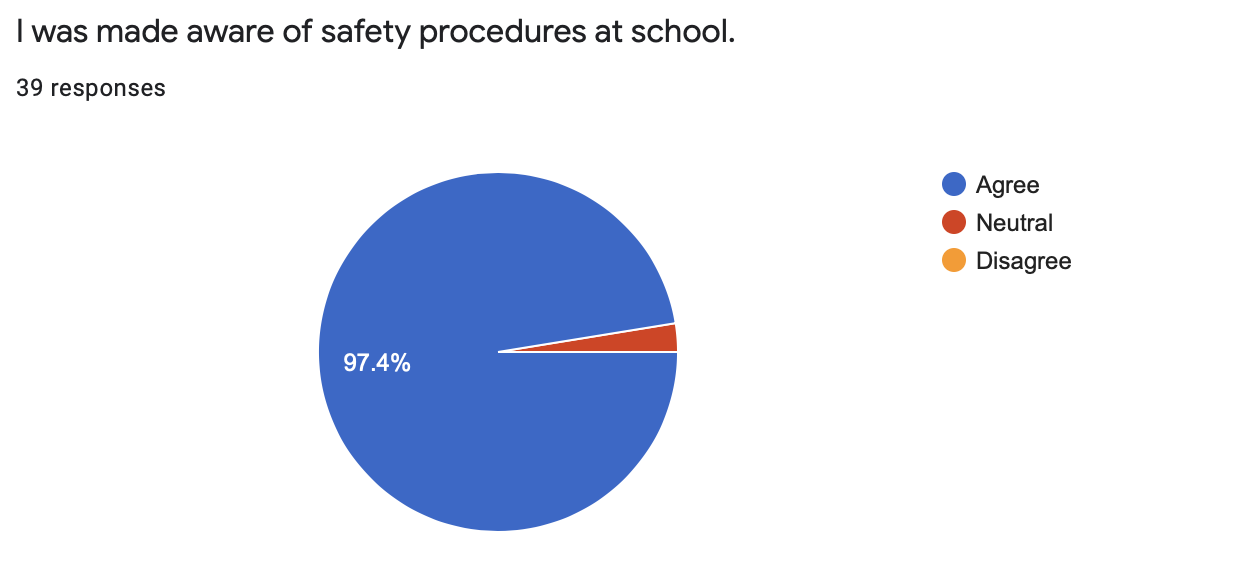 I was made aware of safety procedures at school.
39 responses
97.4%
Agree
Neutral
Disagree